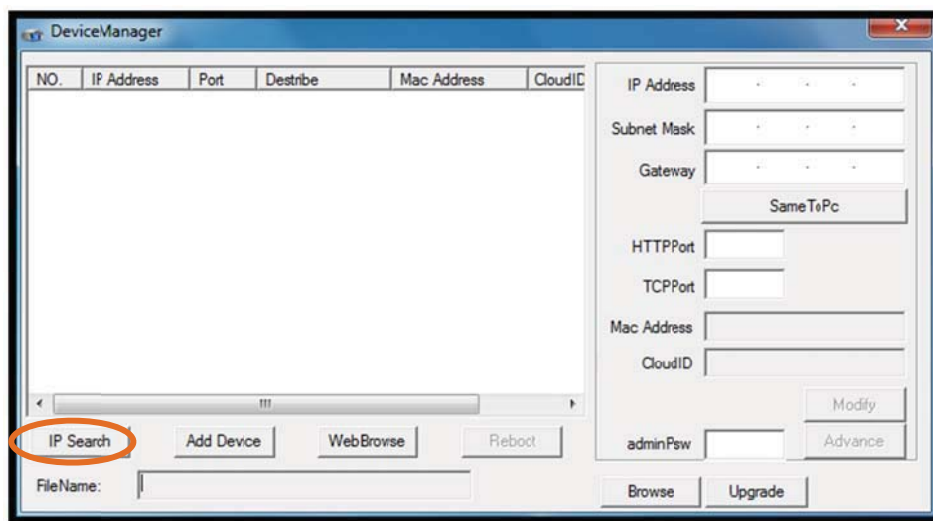 DeviceManager
NO. IP Address Port Destribe Mac Address CloudID
IP Address
Subnet Mask
Gateway
SameToPc
HTTPPort
TCPPort
Mac Address
CloudID
Modify
IP Search Add Device WebBrowse Reboot
adminPsw Advance
FileName:
Browse Upgrade